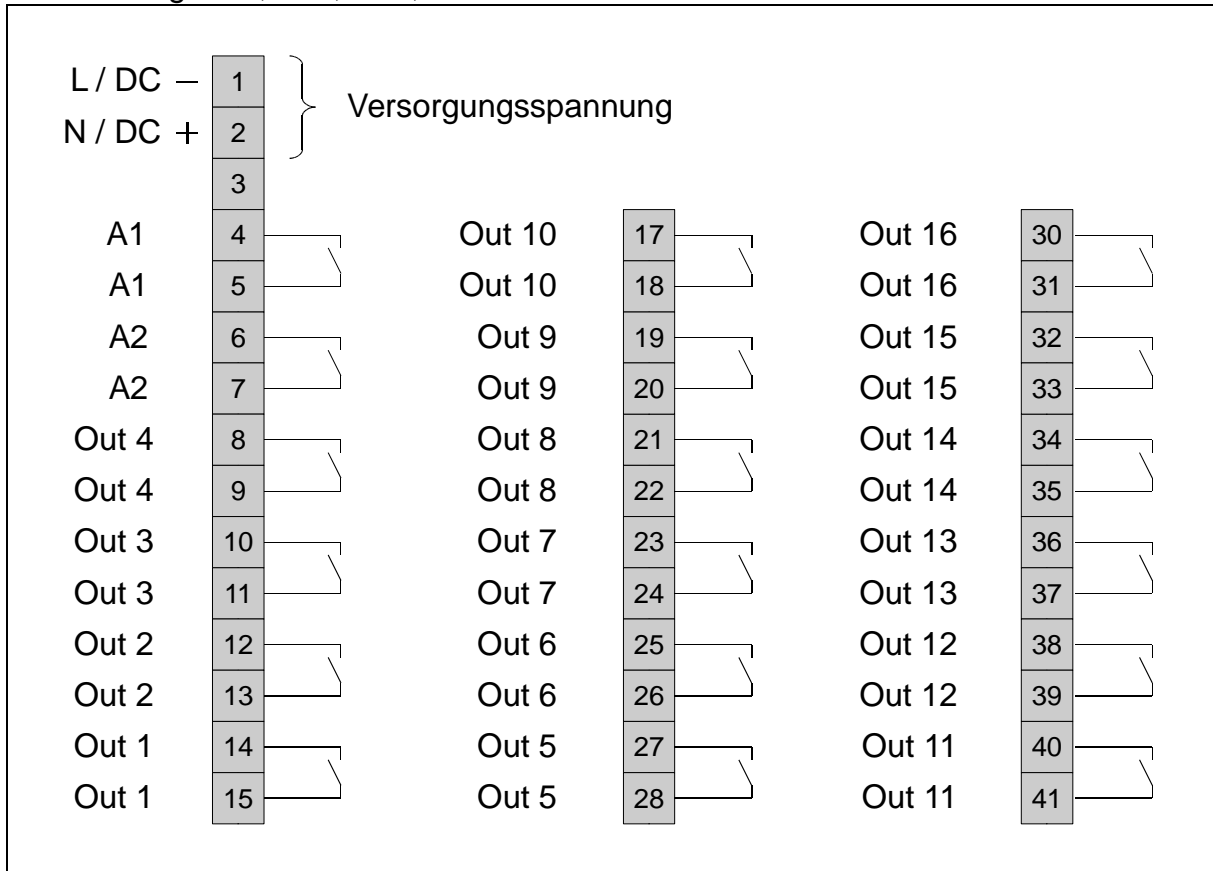 L / DC – 1
N / DC + 2
Versorgungsspannung
3
A1 4
A1 5
A2 6
A2 7
Out 4 8
Out 4 9
Out 3 10
Out 3 11
Out 2 12
Out 2 13
Out 1 14
Out 1 15
Out 10 17
Out 10 18
Out 9 19
Out 9 20
Out 8 21
Out 8 22
Out 7 23
Out 7 24
Out 6 25
Out 6 26
Out 5 27
Out 5 28
Out 16 30
Out 16 31
Out 15 32
Out 15 33
Out 14 34
Out 14 35
Out 13 36
Out 13 37
Out 12 38
Out 12 39
Out 11 40
Out 11 41